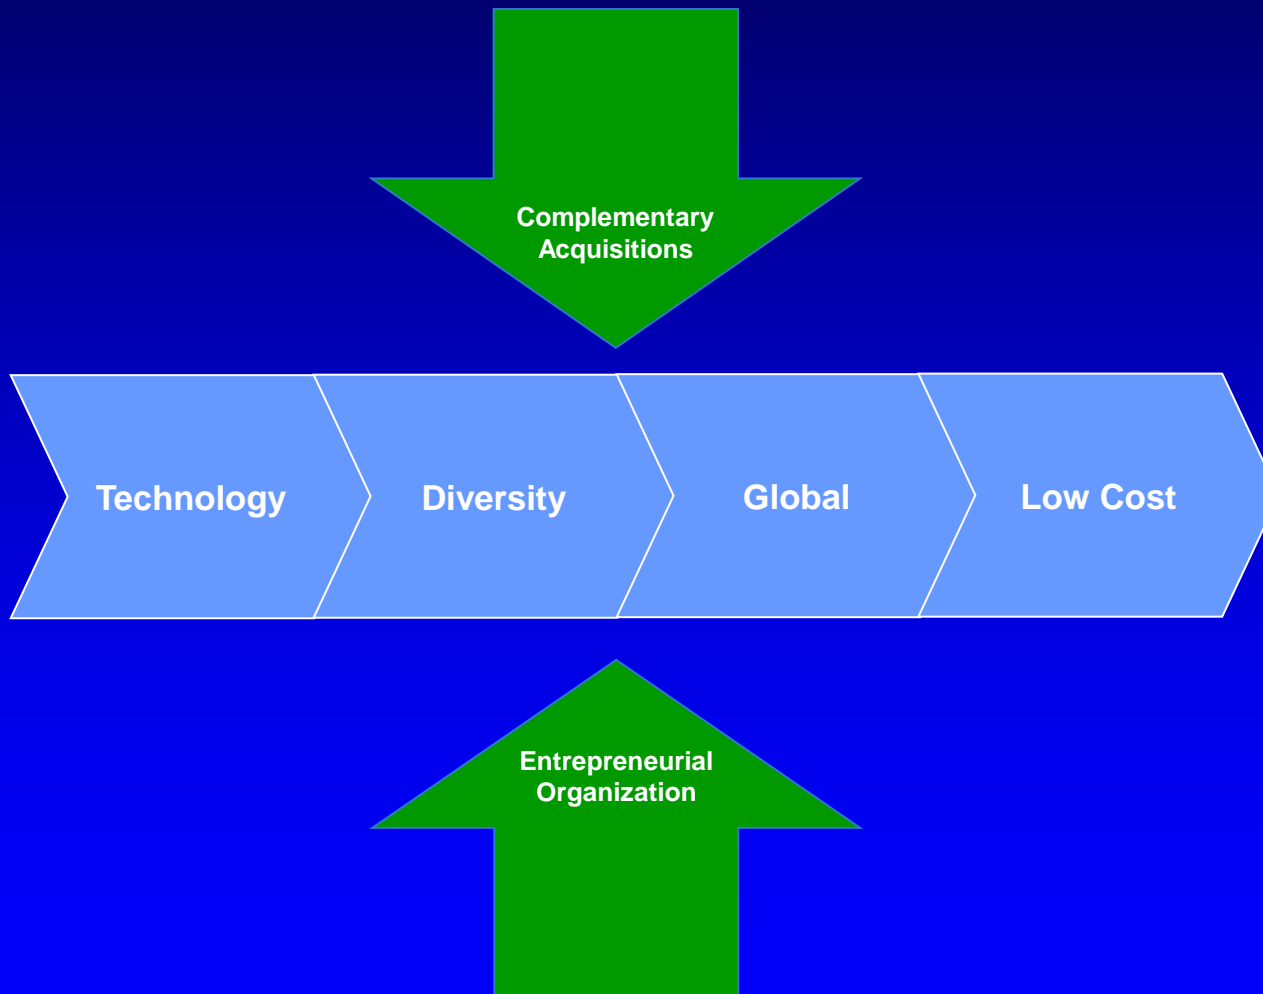 Complementary
Acquisitions
Technology
Diversity
Global
Low Cost
Entrepreneurial
Organization